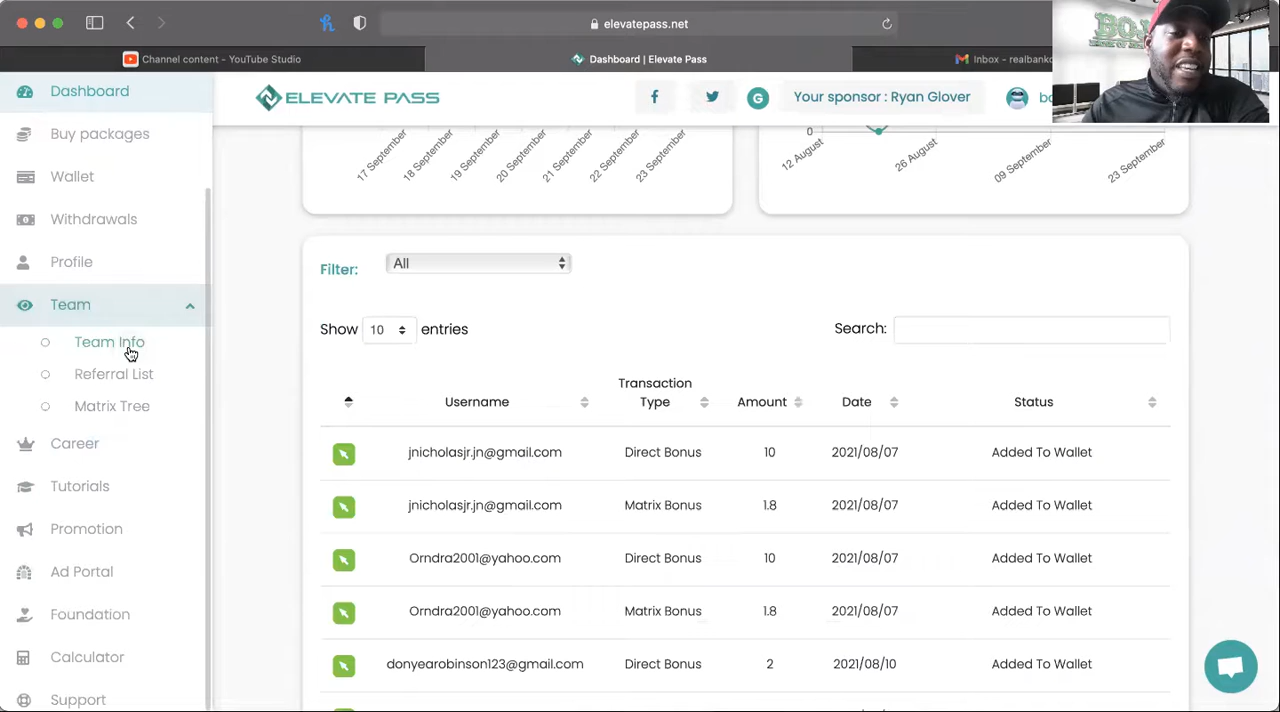 elevatepass.net
Channel content - YouTube Studio
Dashboard | Elevate Pass
Inbox - realbank
Dashboard
ELEVATE PASS
Your sponsor : Ryan Glover
Buy packages
Wallet
Withdrawals
Profile
Team
Team Info
Referral List
Matrix Tree
Career
Tutorials
Promotion
Ad Portal
Foundation
Calculator
Support
17 September
18 September
19 September
20 September
21 September
22 September
23 September
0
12 August
26 August
09 September
23 September
Filter: All
Show 10 entries
Search:
Username Transaction Type Amount Date Status
jnicholasjr.jn@gmail.com Direct Bonus 10 2021/08/07 Added To Wallet
jnicholasjr.jn@gmail.com Matrix Bonus 1.8 2021/08/07 Added To Wallet
Orndra2001@yahoo.com Direct Bonus 10 2021/08/07 Added To Wallet
Orndra2001@yahoo.com Matrix Bonus 1.8 2021/08/07 Added To Wallet
donyearobinson123@gmail.com Direct Bonus 2 2021/08/10 Added To Wallet